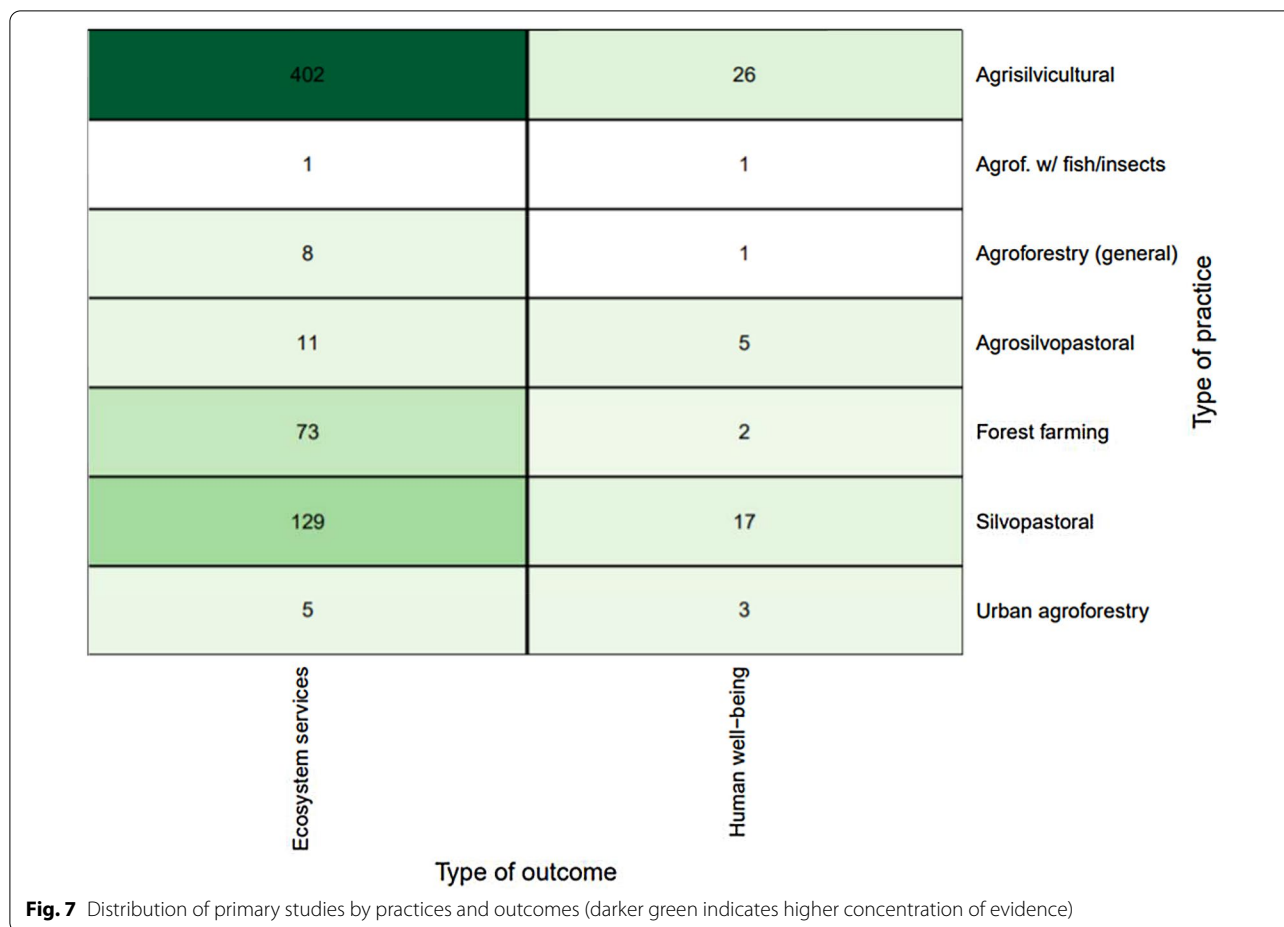 402 26 Agrisilvicultural
1 1 Agrof. w/ fish/insects
8 1 Agroforestry (general)
11 5 Agrosilvopastoral
73 2 Forest farming
129 17 Silvopastoral
5 3 Urban agroforestry
Type of practice
Ecosystem services
Human well-being
Type of outcome
Fig. 7 Distribution of primary studies by practices and outcomes (darker green indicates higher concentration of evidence)